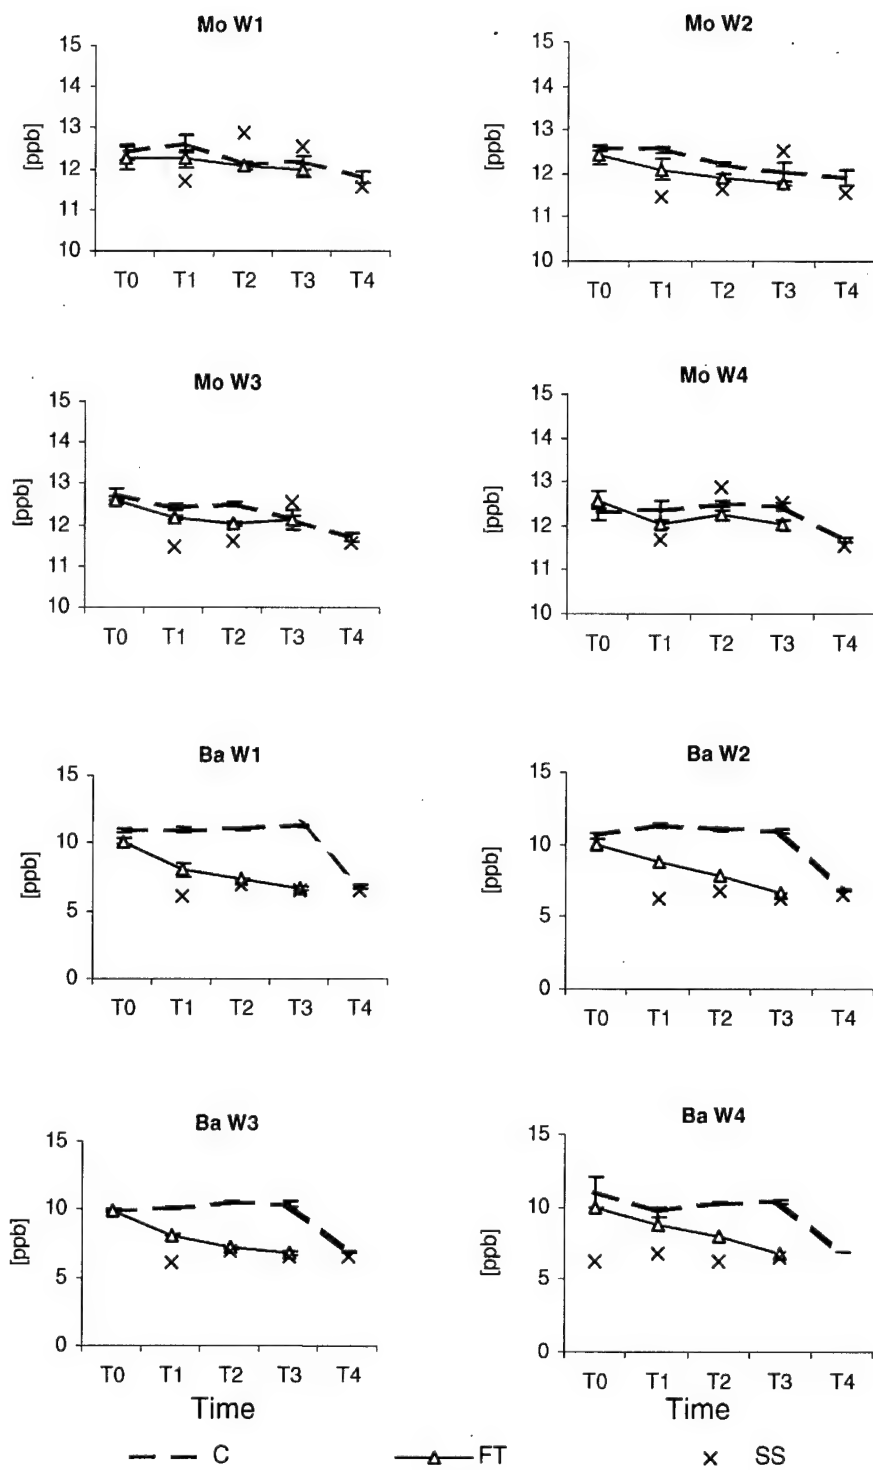 Mo W1
15
14
13
12
11
10
[ppb]
T0 T1 T2 T3 T4
Mo W2
15
14
13
12
11
10
[ppb]
T0 T1 T2 T3 T4
Mo W3
15
14
13
12
11
10
[ppb]
T0 T1 T2 T3 T4
Mo W4
15
14
13
12
11
10
[ppb]
T0 T1 T2 T3 T4
Ba W1
15
10
5
0
[ppb]
T0 T1 T2 T3 T4
Ba W2
15
10
5
0
[ppb]
T0 T1 T2 T3 T4
Ba W3
15
10
5
0
[ppb]
T0 T1 T2 T3 T4
Time
Ba W4
15
10
5
0
[ppb]
T0 T1 T2 T3 T4
Time
C FT SS